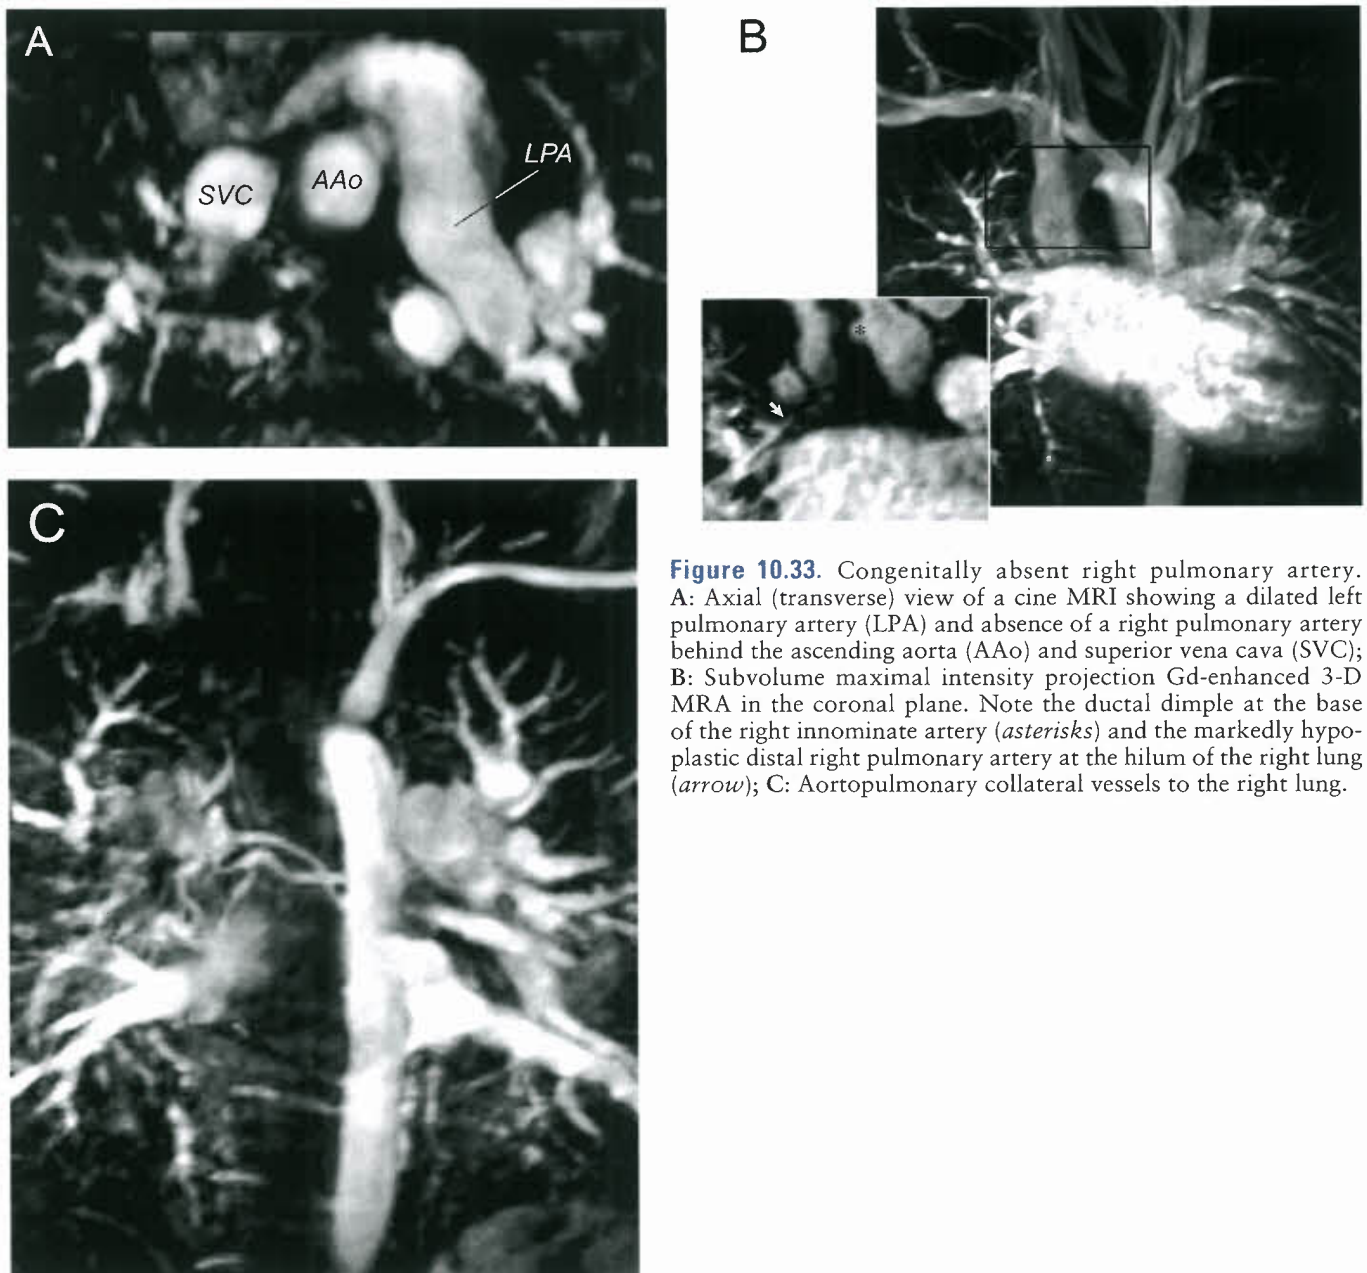 A
SVC
AAo
LPA
B
*
C
Figure 10.33. Congenitally absent right pulmonary artery.
A: Axial (transverse) view of a cine MRI showing a dilated left
pulmonary artery (LPA) and absence of a right pulmonary artery
behind the ascending aorta (AAo) and superior vena cava (SVC);
B: Subvolume maximal intensity projection Gd-enhanced 3-D
MRA in the coronal plane. Note the ductal dimple at the base
of the right innominate artery (asterisks) and the markedly hypo-
plastic distal right pulmonary artery at the hilum of the right lung
(arrow); C: Aortopulmonary collateral vessels to the right lung.